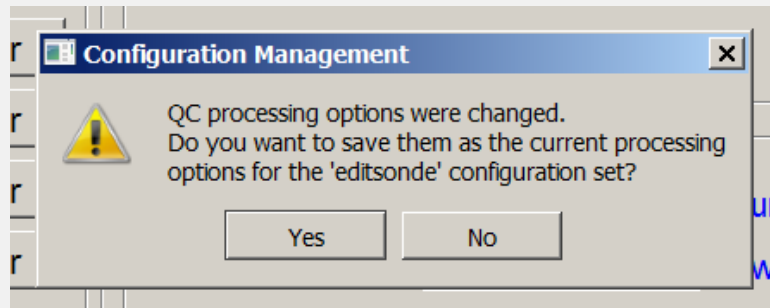 Configuration Management
QC processing options were changed.
Do you want to save them as the current processing
options for the 'editsonde' configuration set?
Yes
No